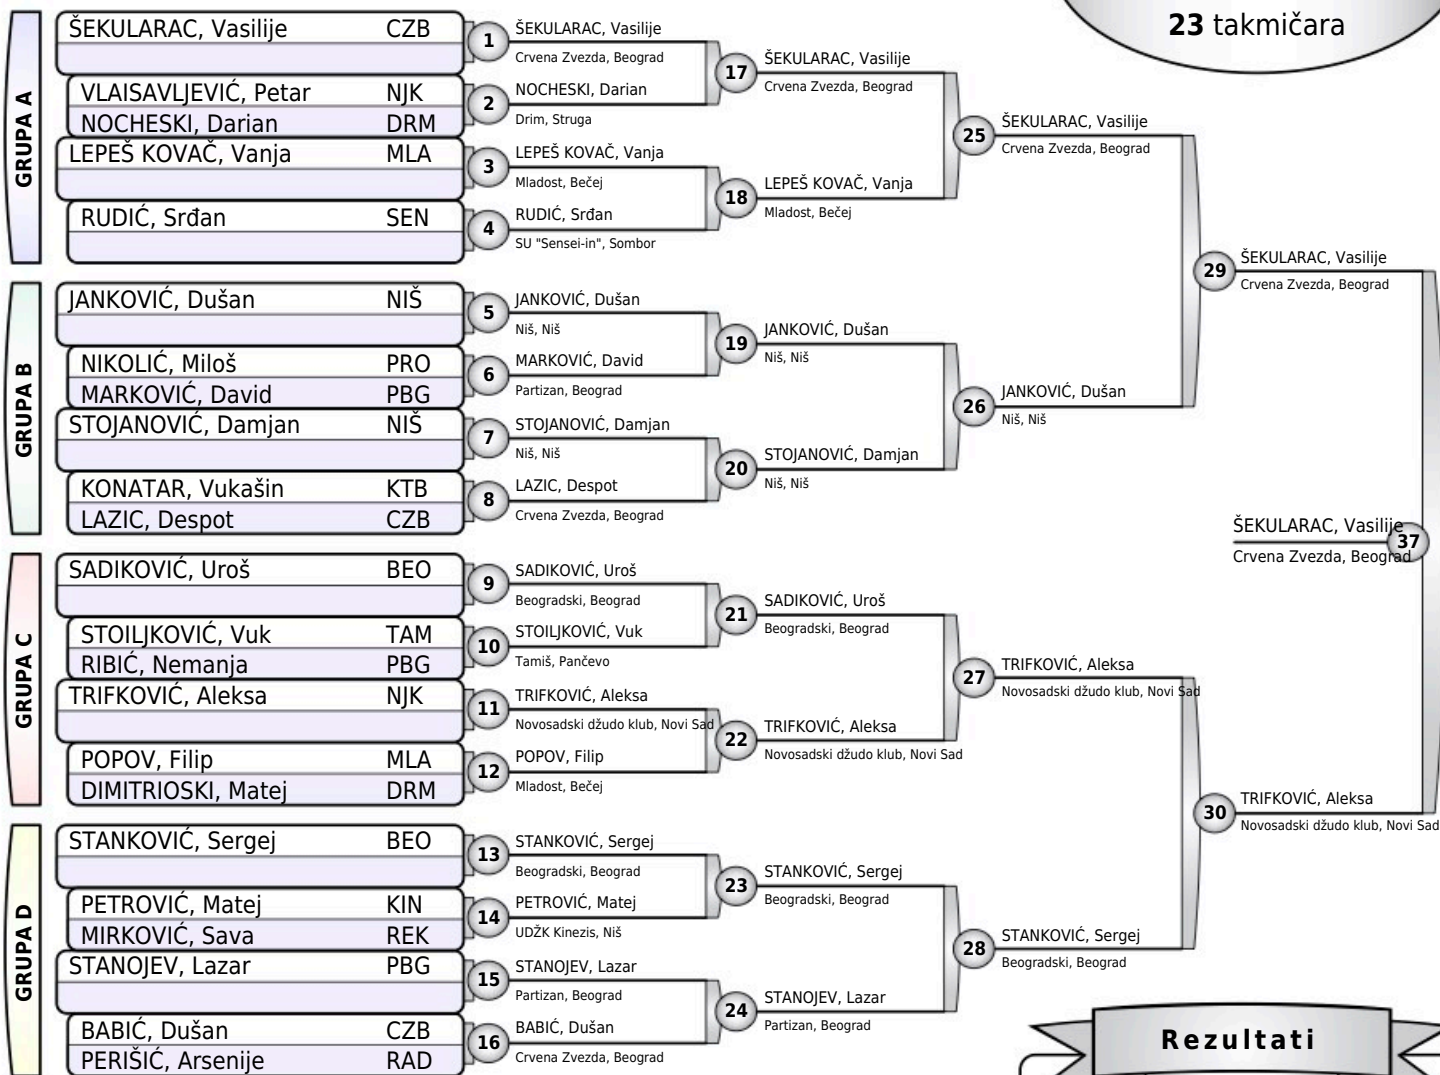 23 takmičara
GRUPA A
ŠEKULARAC, Vasilije CZB
VLAISAVLJEVIĆ, Petar NJK
NOCHESKI, Darian DRM
LEPEŠ KOVAČ, Vanja MLA
RUDIĆ, Srđan SEN
GRUPA B
JANKOVIĆ, Dušan NIŠ
NIKOLIĆ, Miloš PRO
MARKOVIĆ, David PBG
STOJANOVIĆ, Damjan NIŠ
KONATAR, Vukašin KTB
LAZIC, Despot CZB
GRUPA C
SADIKOVIĆ, Uroš BEO
STOILJKOVIĆ, Vuk TAM
RIBIĆ, Nemanja PBG
TRIFKOVIĆ, Aleksa NJK
POPOV, Filip MLA
DIMITRIOSKI, Matej DRM
GRUPA D
STANKOVIĆ, Sergej BEO
PETROVIĆ, Matej KIN
MIRKOVIĆ, Sava REK
STANOJEV, Lazar PBG
BABIĆ, Dušan CZB
PERIŠIĆ, Arsenije RAD
1 ŠEKULARAC, Vasilije
Crvena Zvezda, Beograd
2 NOCHESKI, Darian
Drim, Struga
3 LEPEŠ KOVAČ, Vanja
Mladost, Bečej
4 RUDIĆ, Srđan
SU "Sensei-in", Sombor
5 JANKOVIĆ, Dušan
Niš, Niš
6 MARKOVIĆ, David
Partizan, Beograd
7 STOJANOVIĆ, Damjan
Niš, Niš
8 LAZIC, Despot
Crvena Zvezda, Beograd
9 SADIKOVIĆ, Uroš
Beogradski, Beograd
10 STOILJKOVIĆ, Vuk
Tamiš, Pančevo
11 TRIFKOVIĆ, Aleksa
Novosadski džudo klub, Novi Sad
12 POPOV, Filip
Mladost, Bečej
13 STANKOVIĆ, Sergej
Beogradski, Beograd
14 PETROVIĆ, Matej
UDŽK Kinezis, Niš
15 STANOJEV, Lazar
Partizan, Beograd
16 BABIĆ, Dušan
Crvena Zvezda, Beograd
17 ŠEKULARAC, Vasilije
Crvena Zvezda, Beograd
18 LEPEŠ KOVAČ, Vanja
Mladost, Bečej
19 JANKOVIĆ, Dušan
Niš, Niš
20 STOJANOVIĆ, Damjan
Niš, Niš
21 SADIKOVIĆ, Uroš
Beogradski, Beograd
22 TRIFKOVIĆ, Aleksa
Novosadski džudo klub, Novi Sad
23 STANKOVIĆ, Sergej
Beogradski, Beograd
24 STANOJEV, Lazar
Partizan, Beograd
25 ŠEKULARAC, Vasilije
Crvena Zvezda, Beograd
26 JANKOVIĆ, Dušan
Niš, Niš
27 TRIFKOVIĆ, Aleksa
Novosadski džudo klub, Novi Sad
28 STANKOVIĆ, Sergej
Beogradski, Beograd
29 ŠEKULARAC, Vasilije
Crvena Zvezda, Beograd
30 TRIFKOVIĆ, Aleksa
Novosadski džudo klub, Novi Sad
ŠEKULARAC, Vasilije 37
Crvena Zvezda, Beograd
Rezultati